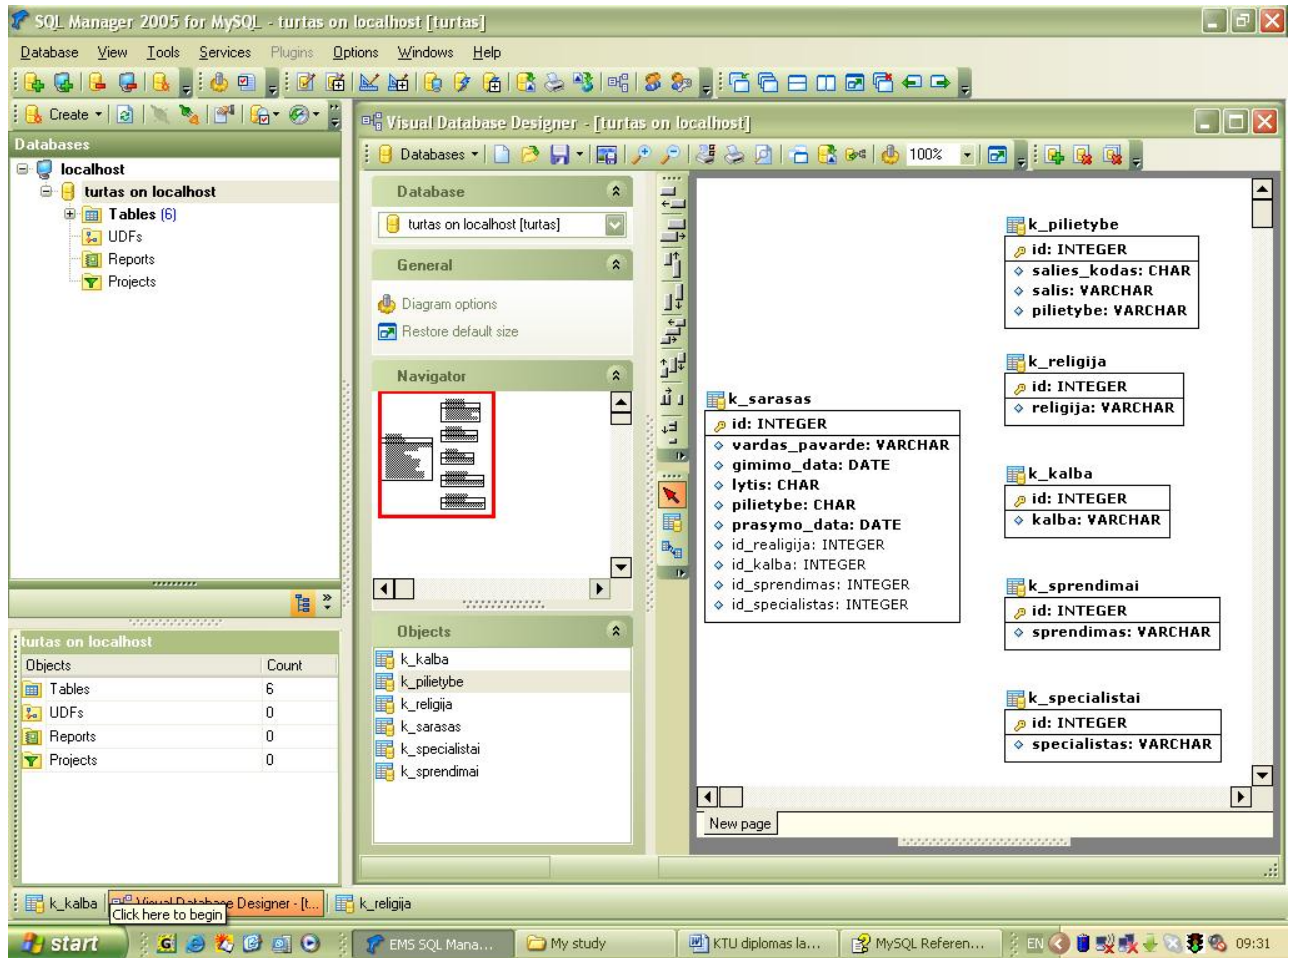 SQL Manager 2005 for MySQL - turtas on localhost [turtas]
Database View Tools Services Plugins Options Windows Help
Create
Databases
localhost
turtas on localhost
Tables (6)
UDFs
Reports
Projects
turtas on localhost
Objects Count
Tables 6
UDFs 0
Reports 0
Projects 0
Visual Database Designer - [turtas on localhost]
Databases 100%
Database
turtas on localhost [turtas]
General
Diagram options
Restore default size
Navigator
Objects
k_kalba
k_pilietybe
k_religija
k_sarasas
k_specialistai
k_sprendimai
k_sarasas
id: INTEGER
vardas_pavarde: VARCHAR
gimimo_data: DATE
lytis: CHAR
pilietybe: CHAR
prasymo_data: DATE
id_realigija: INTEGER
id_kalba: INTEGER
id_sprendimas: INTEGER
id_specialistas: INTEGER
k_pilietybe
id: INTEGER
salies_kodas: CHAR
salis: VARCHAR
pilietybe: VARCHAR
k_religija
id: INTEGER
religija: VARCHAR
k_kalba
id: INTEGER
kalba: VARCHAR
k_sprendimai
id: INTEGER
sprendimas: VARCHAR
k_specialistai
id: INTEGER
specialistas: VARCHAR
New page
k_kalba Visual Database Designer - [t... k_religija
Click here to begin
start EMS SQL Mana... My study KTU diplomas la... MySQL Referen... EN 09:31